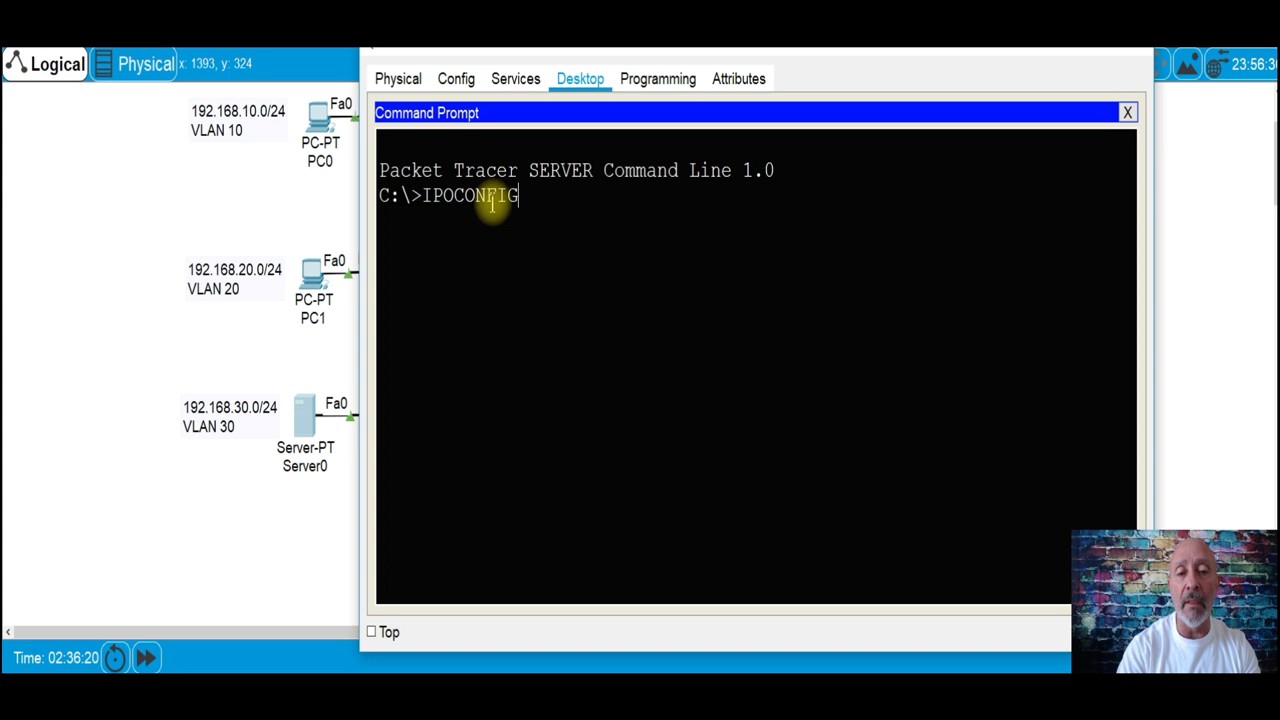 Logical
Physical
x: 1393, y: 324
23:56:3
Physical Config Services Desktop Programming Attributes
Command Prompt
X
Packet Tracer SERVER Command Line 1.0
C:\>IPOCONFIG
192.168.10.0/24
VLAN 10
Fa0
PC-PT
PC0
192.168.20.0/24
VLAN 20
Fa0
PC-PT
PC1
192.168.30.0/24
VLAN 30
Fa0
Server-PT
Server0
Top
Time: 02:36:20